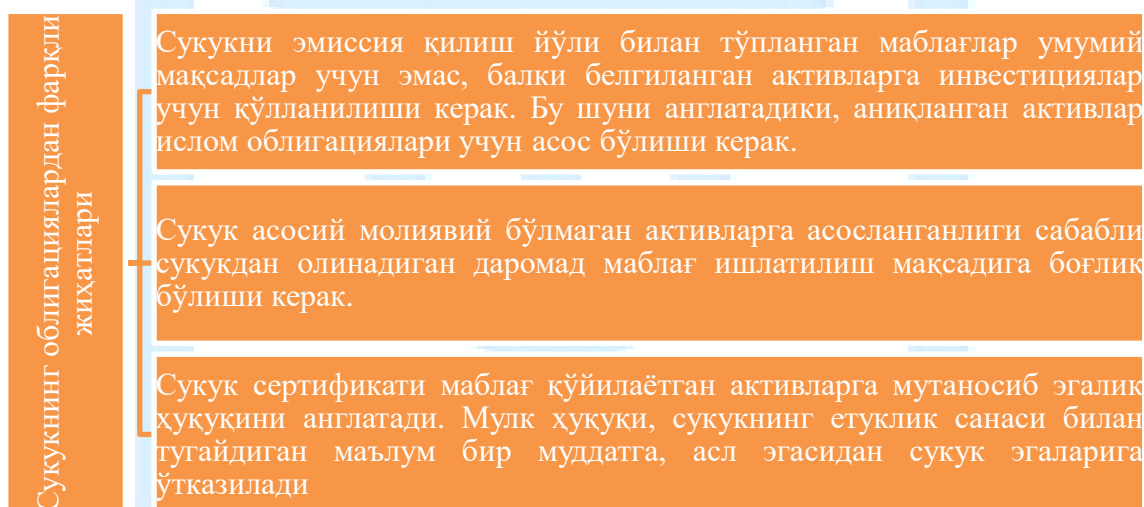 Сукукнинг облигациялардан фарқли
жиҳатлари
Сукукни эмиссия қилиш йўли билан тўпланган маблағлар умумий
мақсадлар учун эмас, балки белгиланган активларга инвестициялар
учун қўлланилиши керак. Бу шуни англатадики, аниқланган активлар
ислом облигациялари учун асос бўлиши керак.
Сукук асосий молиявий бўлмаган активларга асосланганлиги сабабли
сукукдан олинадиган даромад маблағ ишлатилиш мақсадига боғлиқ
бўлиши керак.
Сукук сертификати маблағ қўйилаётган активларга мутаносиб эгалик
ҳуқуқини англатади. Мулк ҳуқуқи, сукукнинг етуклик санаси билан
тугайдиган маълум бир муддатга, асл эгасидан сукук эгаларига
ўтказилади